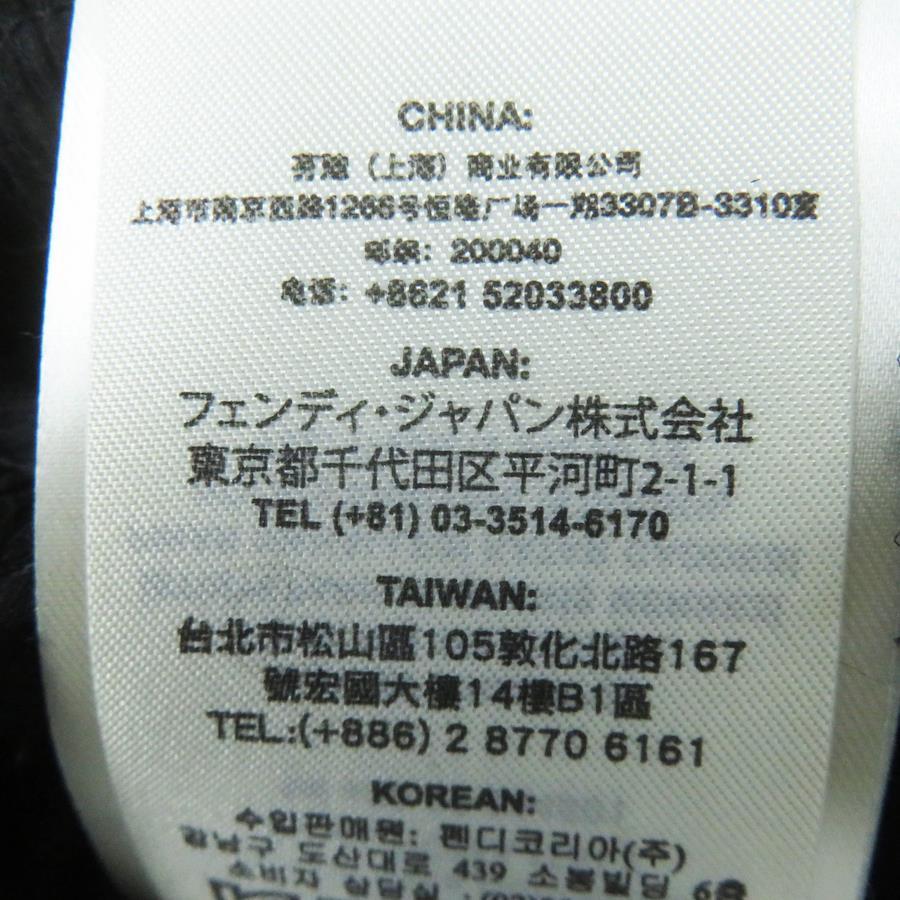 CHINA:
芬迪（上海）商业有限公司
上海市南京西路1266号恒隆广场一期3307B-3310室
邮编: 200040
电话: +8621 52033800
JAPAN:
フェンディ・ジャパン株式会社
東京都千代田区平河町2-1-1
TEL (+81) 03-3514-6170
TAIWAN:
台北市松山區105敦化北路167
號宏國大樓14樓B1區
TEL.:(+886) 2 8770 6161
KOREAN:
수입판매원: 펜디코리아(주)
강남구 도산대로 439 소봉빌딩 6층
소비자 상담실